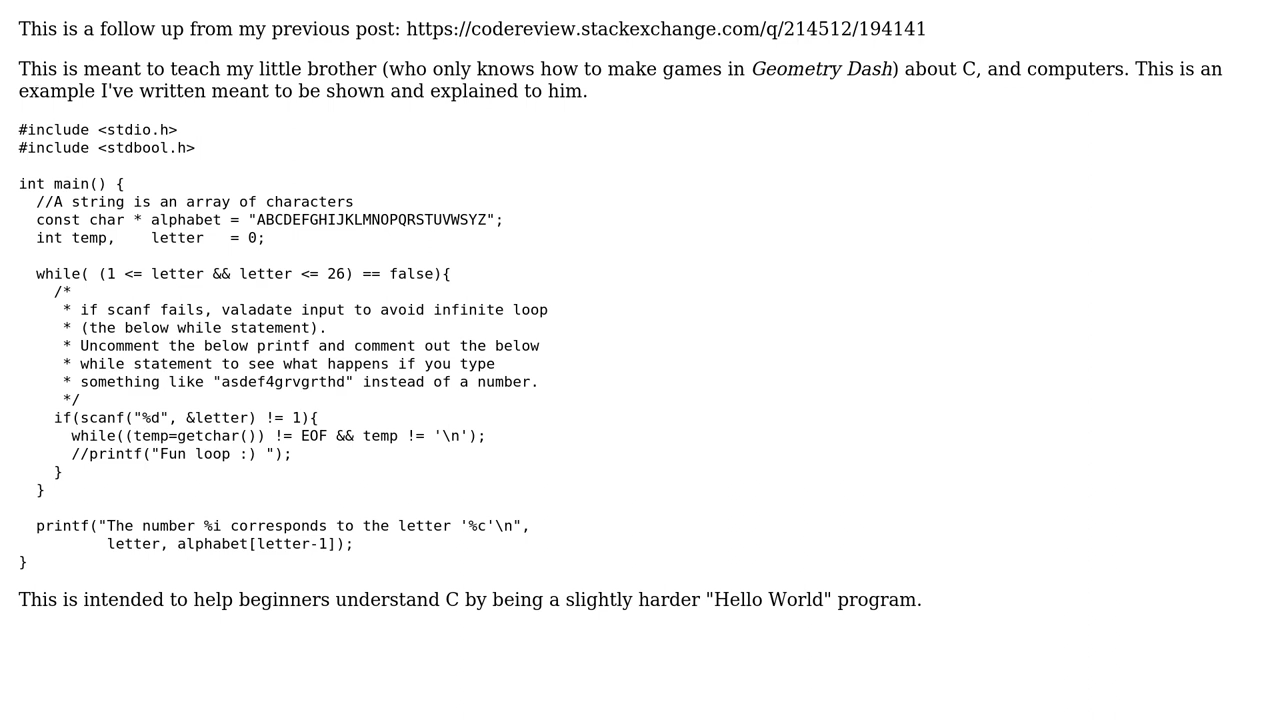 This is a follow up from my previous post: https://codereview.stackexchange.com/q/214512/194141
This is meant to teach my little brother (who only knows how to make games in Geometry Dash) about C, and computers. This is an
example I've written meant to be shown and explained to him.
#include <stdio.h>
#include <stdbool.h>
int main() {
  //A string is an array of characters
  const char * alphabet = "ABCDEFGHIJKLMNOPQRSTUVWSYZ";
  int temp,    letter   = 0;
  while( (1 <= letter && letter <= 26) == false){
    /*
     * if scanf fails, valadate input to avoid infinite loop
     * (the below while statement).
     * Uncomment the below printf and comment out the below
     * while statement to see what happens if you type
     * something like "asdef4grvgrthd" instead of a number.
     */
    if(scanf("%d", &letter) != 1){
      while((temp=getchar()) != EOF && temp != '\n');
      //printf("Fun loop :) ");
    }
  }
  printf("The number %i corresponds to the letter '%c'\n",
          letter, alphabet[letter-1]);
}
This is intended to help beginners understand C by being a slightly harder "Hello World" program.